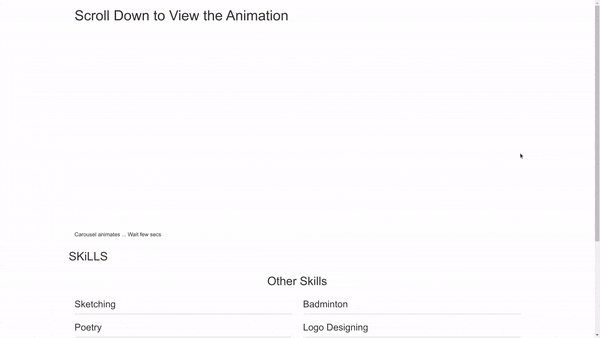 Scroll Down to View the Animation
Carousel animates ... Wait few secs
SKiLLS
Other Skills
Sketching Badminton
Poetry Logo Designing